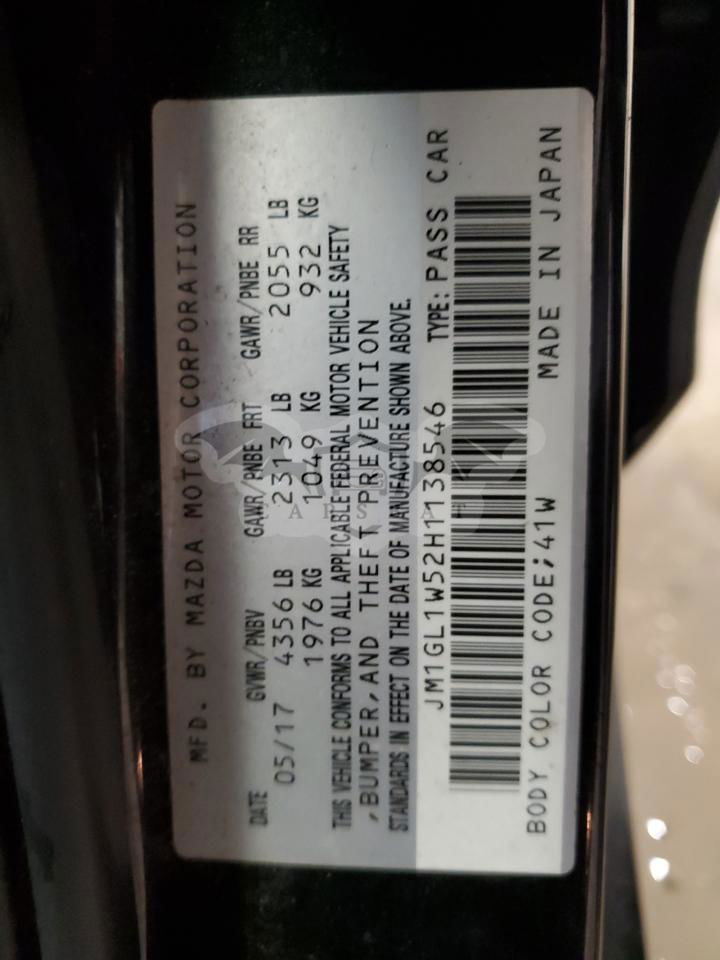 MFD. BY MAZDA MOTOR CORPORATION
DATE GVWR/PNBV GAWR/PNBE FRT GAWR/PNBE RR
05/17 4356 LB 2313 LB 2055 LB
1976 KG 1049 KG 932 KG
THIS VEHICLE CONFORMS TO ALL APPLICABLE FEDERAL MOTOR VEHICLE SAFETY
,BUMPER,AND THEFT PREVENTION
STANDARDS IN EFFECT ON THE DATE OF MANUFACTURE SHOWN ABOVE.
JM1GL1W52H1138546 TYPE: PASS CAR
BODY COLOR CODE;41W MADE IN JAPAN